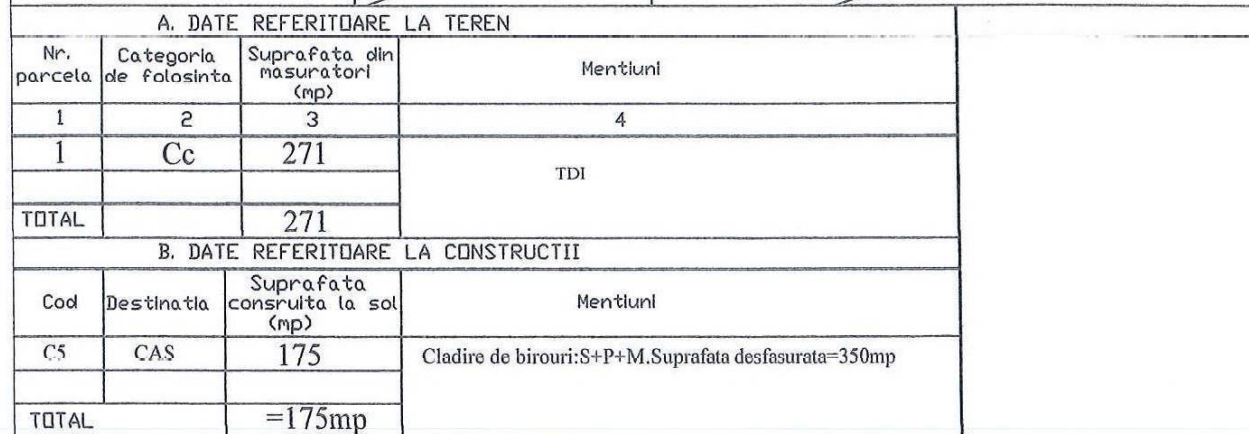 A. DATE REFERITOARE LA TEREN
Nr. parcela Categoria de folosinta Suprafata din masuratori (mp) Mentiuni
1 2 3 4
1 Cc 271 TDI
TOTAL 271
B. DATE REFERITOARE LA CONSTRUCTII
Cod Destinatia Suprafata consruita la sol (mp) Mentiuni
C5 CAS 175 Cladire de birouri:S+P+M.Suprafata desfasurata=350mp
TOTAL =175mp